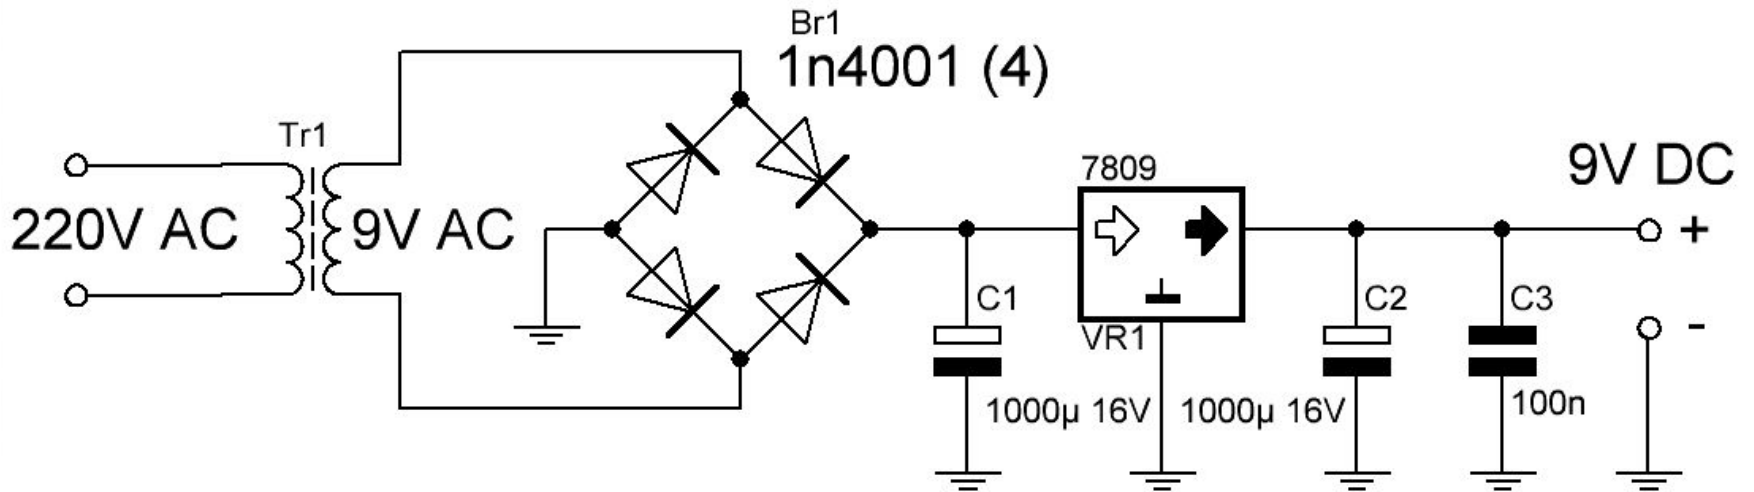 Br1
1n4001 (4)
Tr1
220V AC
9V AC
7809
VR1
C1
1000µ 16V
C2
1000µ 16V
C3
100n
9V DC
+
-